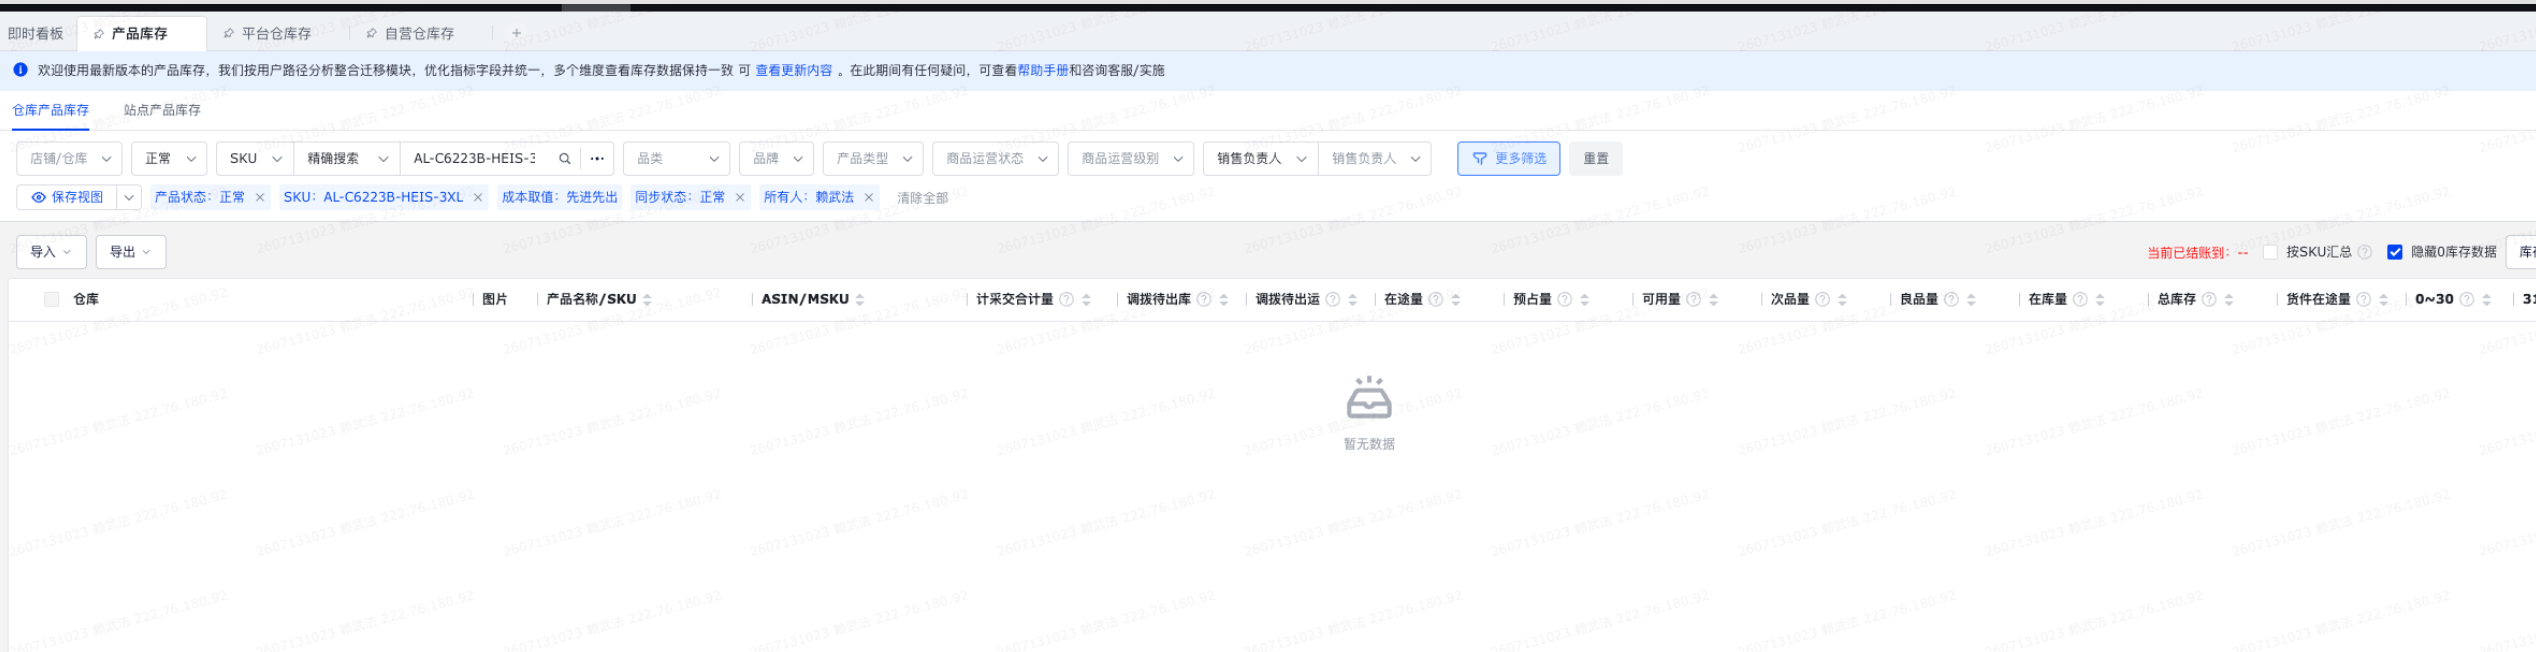 即时看板 产品库存 平台仓库存 自营仓库存 +
欢迎使用最新版本的产品库存，我们按用户路径分析整合迁移模块，优化指标字段并统一，多个维度查看库存数据保持一致 可 查看更新内容 。在此期间有任何疑问，可查看帮助手册和咨询客服/实施
仓库产品库存 站点产品库存
店铺/仓库 正常 SKU 精确搜索 AL-C6223B-HEIS-3 品类 品牌 产品类型 商品运营状态 商品运营级别 销售负责人 销售负责人 更多筛选 重置
保存视图 产品状态：正常 SKU：AL-C6223B-HEIS-3XL 成本取值：先进先出 同步状态：正常 所有人：赖武法 清除全部
导入 导出 当前已结账到：-- 按SKU汇总 隐藏0库存数据 库存
仓库 图片 产品名称/SKU ASIN/MSKU 计采交合计量 调拨待出库 调拨待出运 在途量 预占量 可用量 次品量 良品量 在库量 总库存 货件在途量 0~30 31
暂无数据
2607131023 赖武法 222.76.180.92